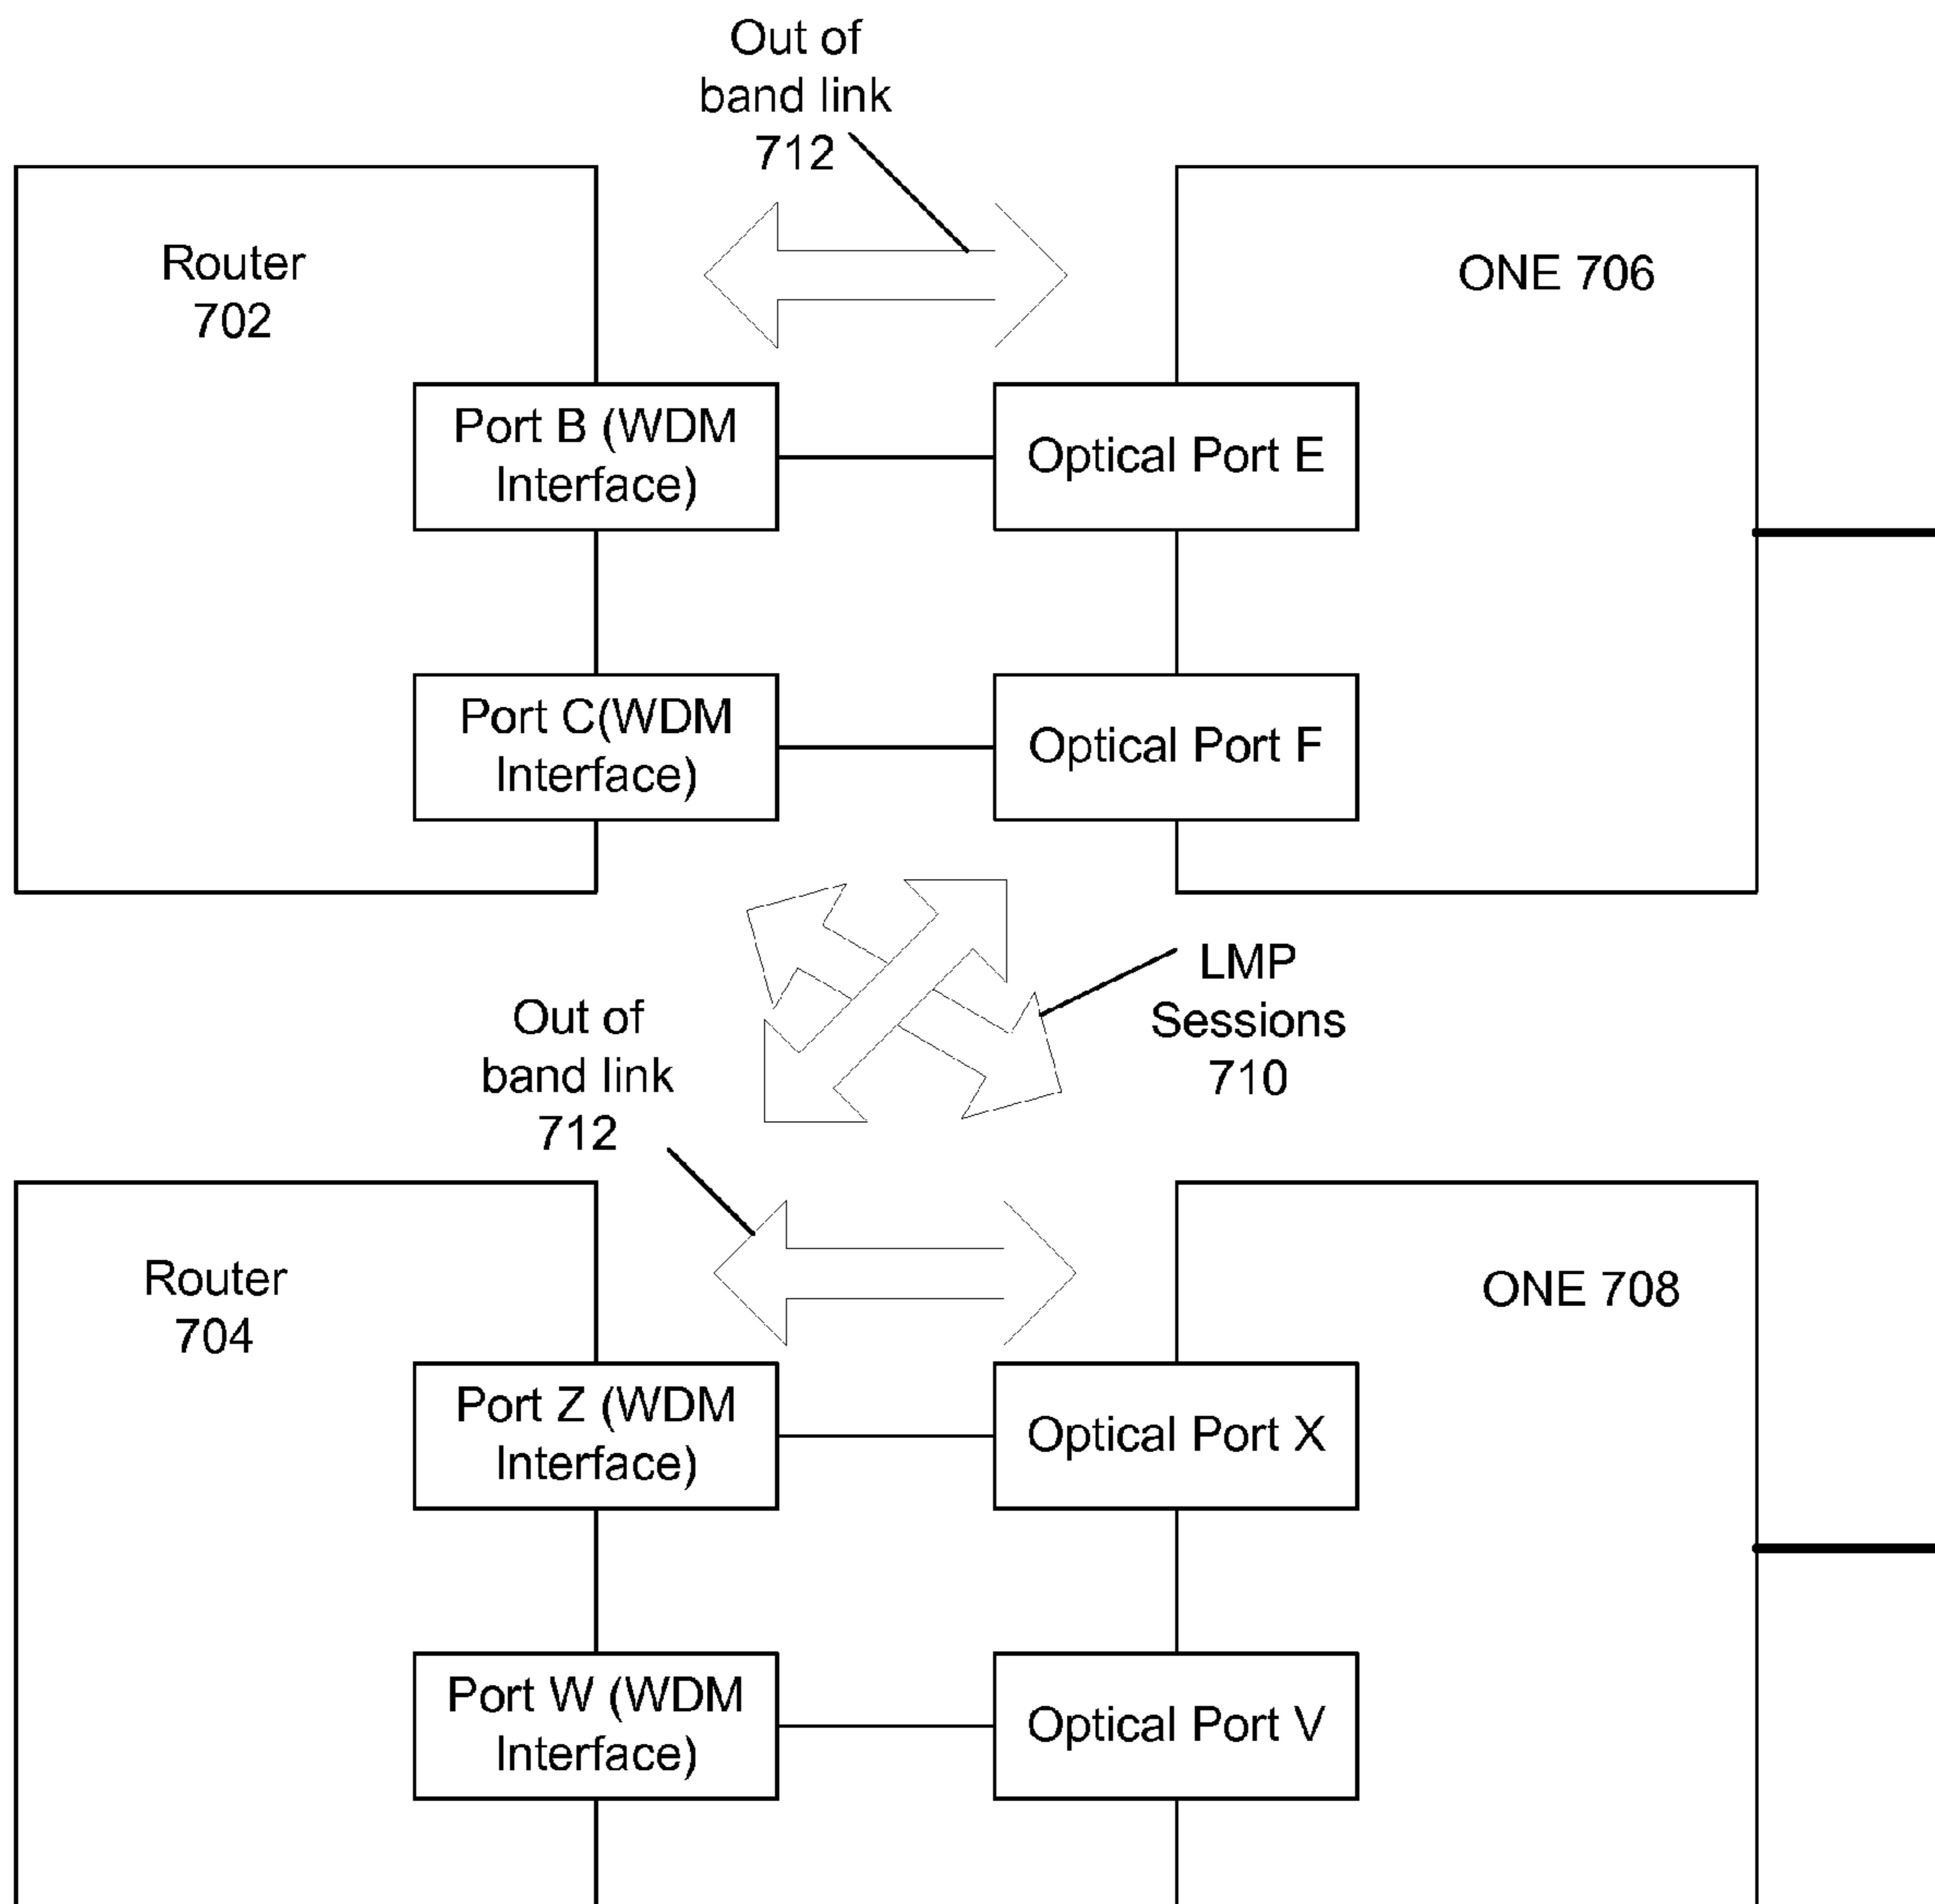 Out of
band link
712
Router
702
ONE 706
Port B (WDM
Interface)
Optical Port E
Port C(WDM
Interface)
Optical Port F
LMP
Sessions
710
Out of
band link
712
Router
704
ONE 708
Port Z (WDM
Interface)
Optical Port X
Port W (WDM
Interface)
Optical Port V